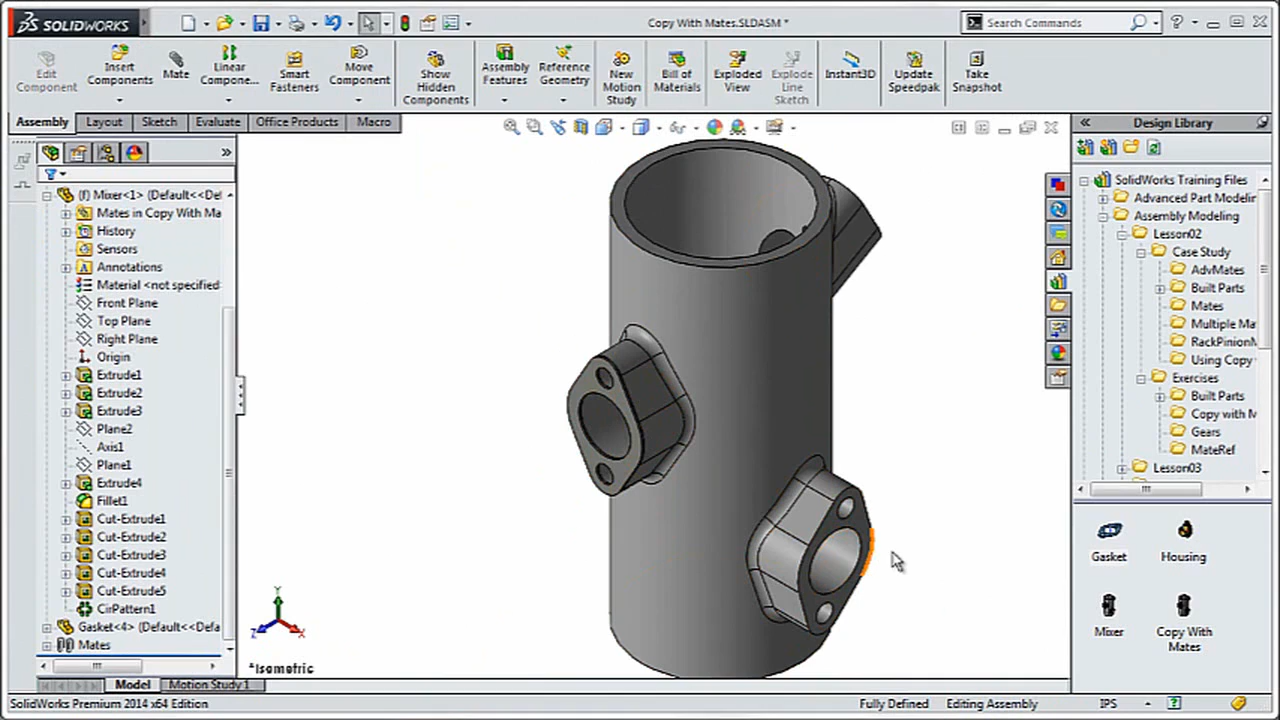 SOLIDWORKS
Copy With Mates.SLDASM *
Search Commands
Edit Component
Insert Components
Mate
Linear Compone...
Smart Fasteners
Move Component
Show Hidden Components
Assembly Features
Reference Geometry
New Motion Study
Bill of Materials
Exploded View
Explode Line Sketch
Instant3D
Update Speedpak
Take Snapshot
Assembly
Layout
Sketch
Evaluate
Office Products
Macro
(f) Mixer<1> (Default<<Def
Mates in Copy With Ma
History
Sensors
Annotations
Material <not specified
Front Plane
Top Plane
Right Plane
Origin
Extrude1
Extrude2
Extrude3
Plane2
Axis1
Plane1
Extrude4
Fillet1
Cut-Extrude1
Cut-Extrude2
Cut-Extrude3
Cut-Extrude4
Cut-Extrude5
CirPattern1
Gasket<4> (Default<<Defa
Mates
Y
Z
X
*Isometric
Design Library
SolidWorks Training Files
Advanced Part Modelir
Assembly Modeling
Lesson02
Case Study
AdvMates
Built Parts
Mates
Multiple Ma
RackPinionM
Using Copy
Exercises
Built Parts
Copy with M
Gears
MateRef
Lesson03
Gasket
Housing
Mixer
Copy With Mates
Model
Motion Study 1
SolidWorks Premium 2014 x64 Edition
Fully Defined
Editing Assembly
IPS